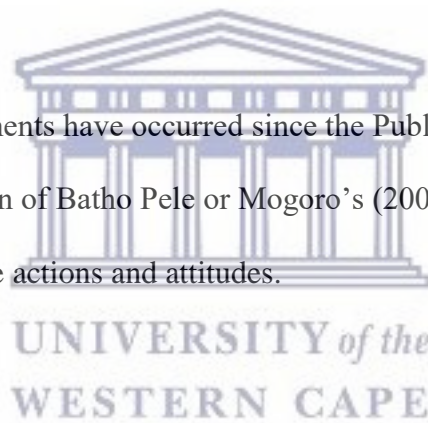 ments have occurred since the Publ
n of Batho Pele or Mogoro's (200
e actions and attitudes.
UNIVERSITY of the
WESTERN CAPE